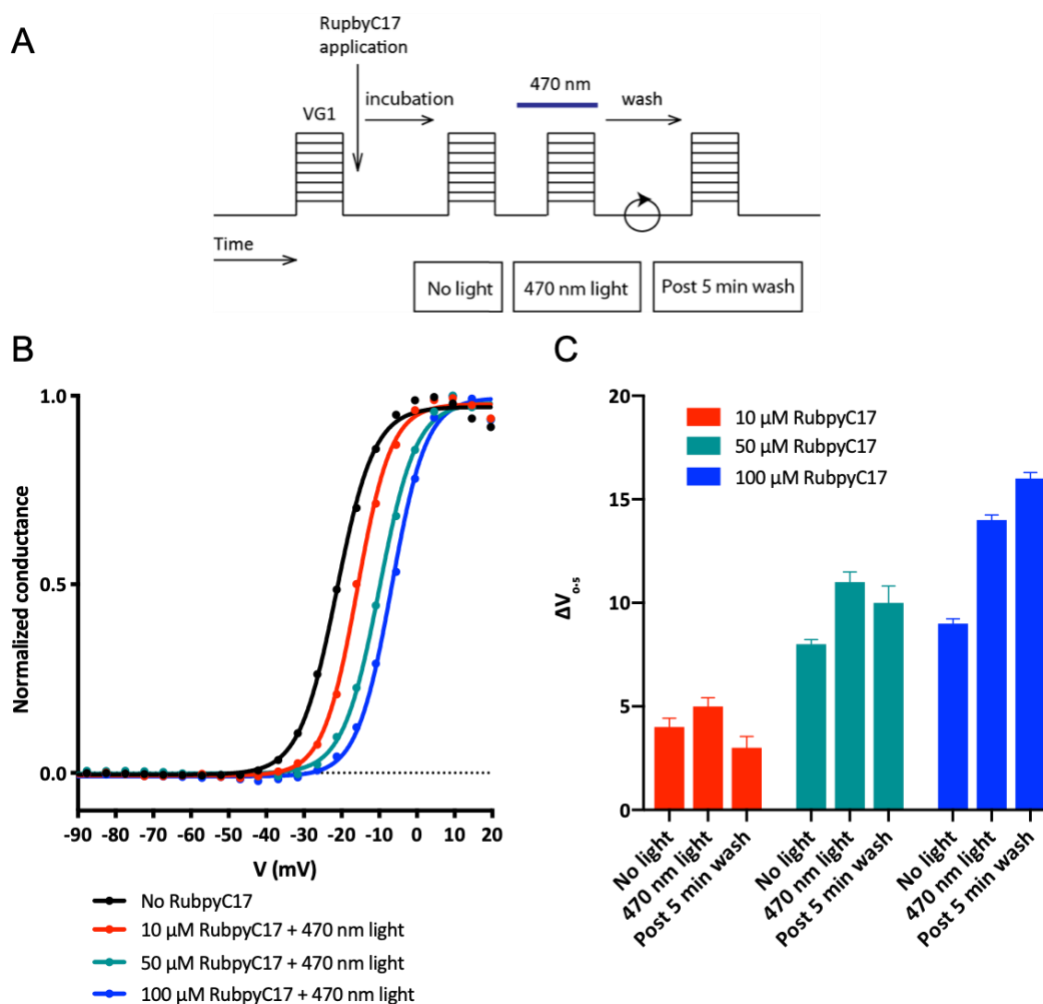 A
RupbyC17
application
470 nm
incubation
wash
VG1
Time
No light
470 nm light
Post 5 min wash
B
C
1.0
0.5
0.0
Normalized conductance
-90 -80 -70 -60 -50 -40 -30 -20 -10 0 10 20
V (mV)
No RubpyC17
10 µM RubpyC17 + 470 nm light
50 µM RubpyC17 + 470 nm light
100 µM RubpyC17 + 470 nm light
20
15
10
5
0
ΔV₀.₅
10 µM RubpyC17
50 µM RubpyC17
100 µM RubpyC17
No light
470 nm light
Post 5 min wash
No light
470 nm light
Post 5 min wash
No light
470 nm light
Post 5 min wash